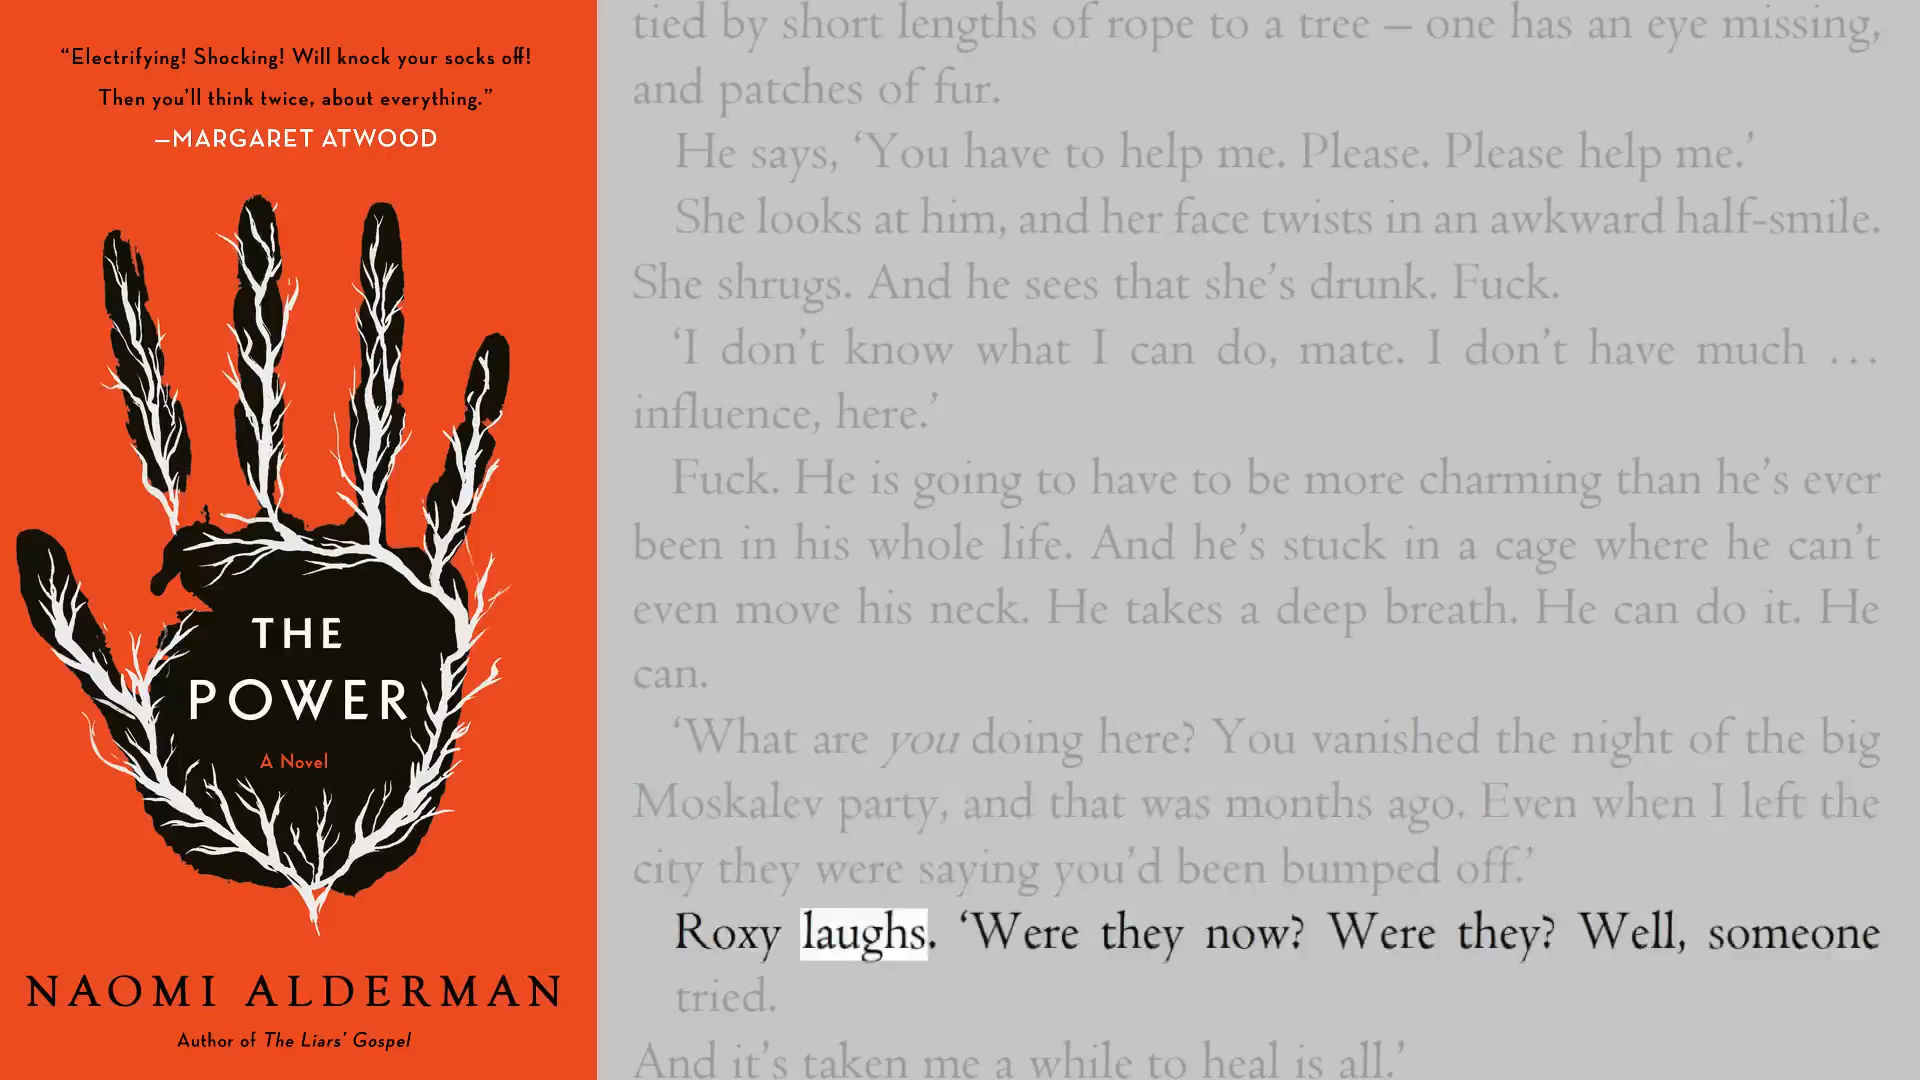 “Electrifying! Shocking! Will knock your socks off!
Then you’ll think twice, about everything.”
—MARGARET ATWOOD
THE
POWER
A Novel
NAOMI ALDERMAN
Author of The Liars’ Gospel
tied by short lengths of rope to a tree – one has an eye missing,
and patches of fur.
He says, ‘You have to help me. Please. Please help me.’
She looks at him, and her face twists in an awkward half-smile.
She shrugs. And he sees that she’s drunk. Fuck.
‘I don’t know what I can do, mate. I don’t have much …
influence, here.’
Fuck. He is going to have to be more charming than he’s ever
been in his whole life. And he’s stuck in a cage where he can’t
even move his neck. He takes a deep breath. He can do it. He
can.
‘What are you doing here? You vanished the night of the big
Moskalev party, and that was months ago. Even when I left the
city they were saying you’d been bumped off.’
Roxy laughs. ‘Were they now? Were they? Well, someone
tried.
And it’s taken me a while to heal is all.’